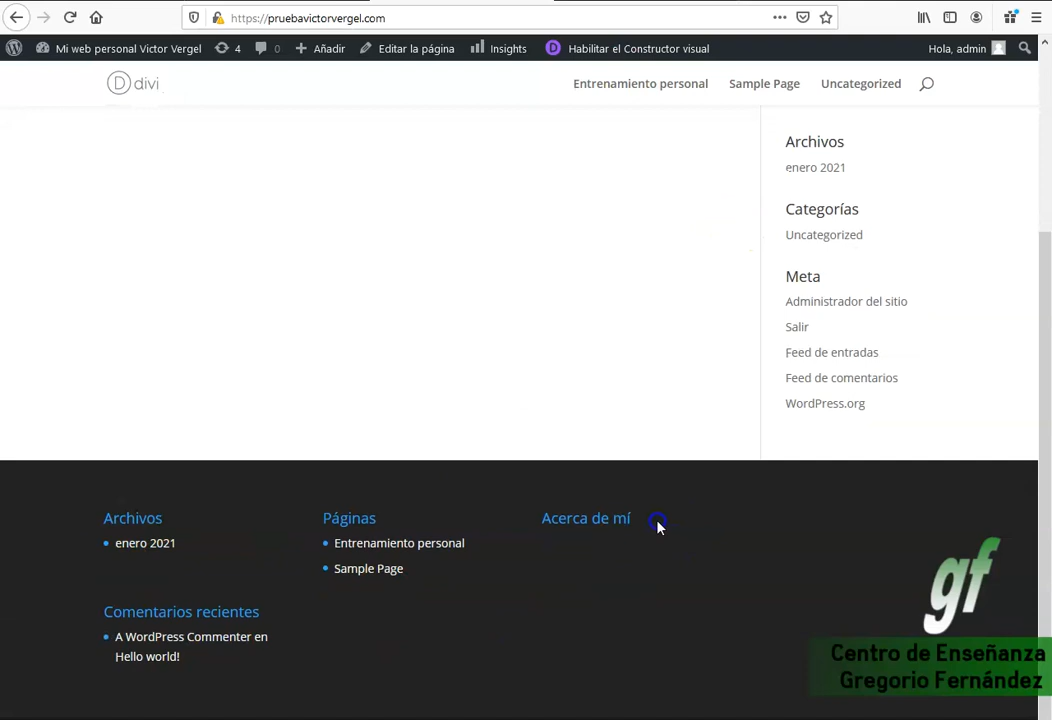 https://pruebavictorvergel.com
Mi web personal Victor Vergel 4 0 Añadir Editar la página Insights D Habilitar el Constructor visual Hola, admin
D divi Entrenamiento personal Sample Page Uncategorized
Archivos
enero 2021
Categorías
Uncategorized
Meta
Administrador del sitio
Salir
Feed de entradas
Feed de comentarios
WordPress.org
Archivos
enero 2021
Comentarios recientes
A WordPress Commenter en
Hello world!
Páginas
Entrenamiento personal
Sample Page
Acerca de mí
gf
Centro de Enseñanza
Gregorio Fernández